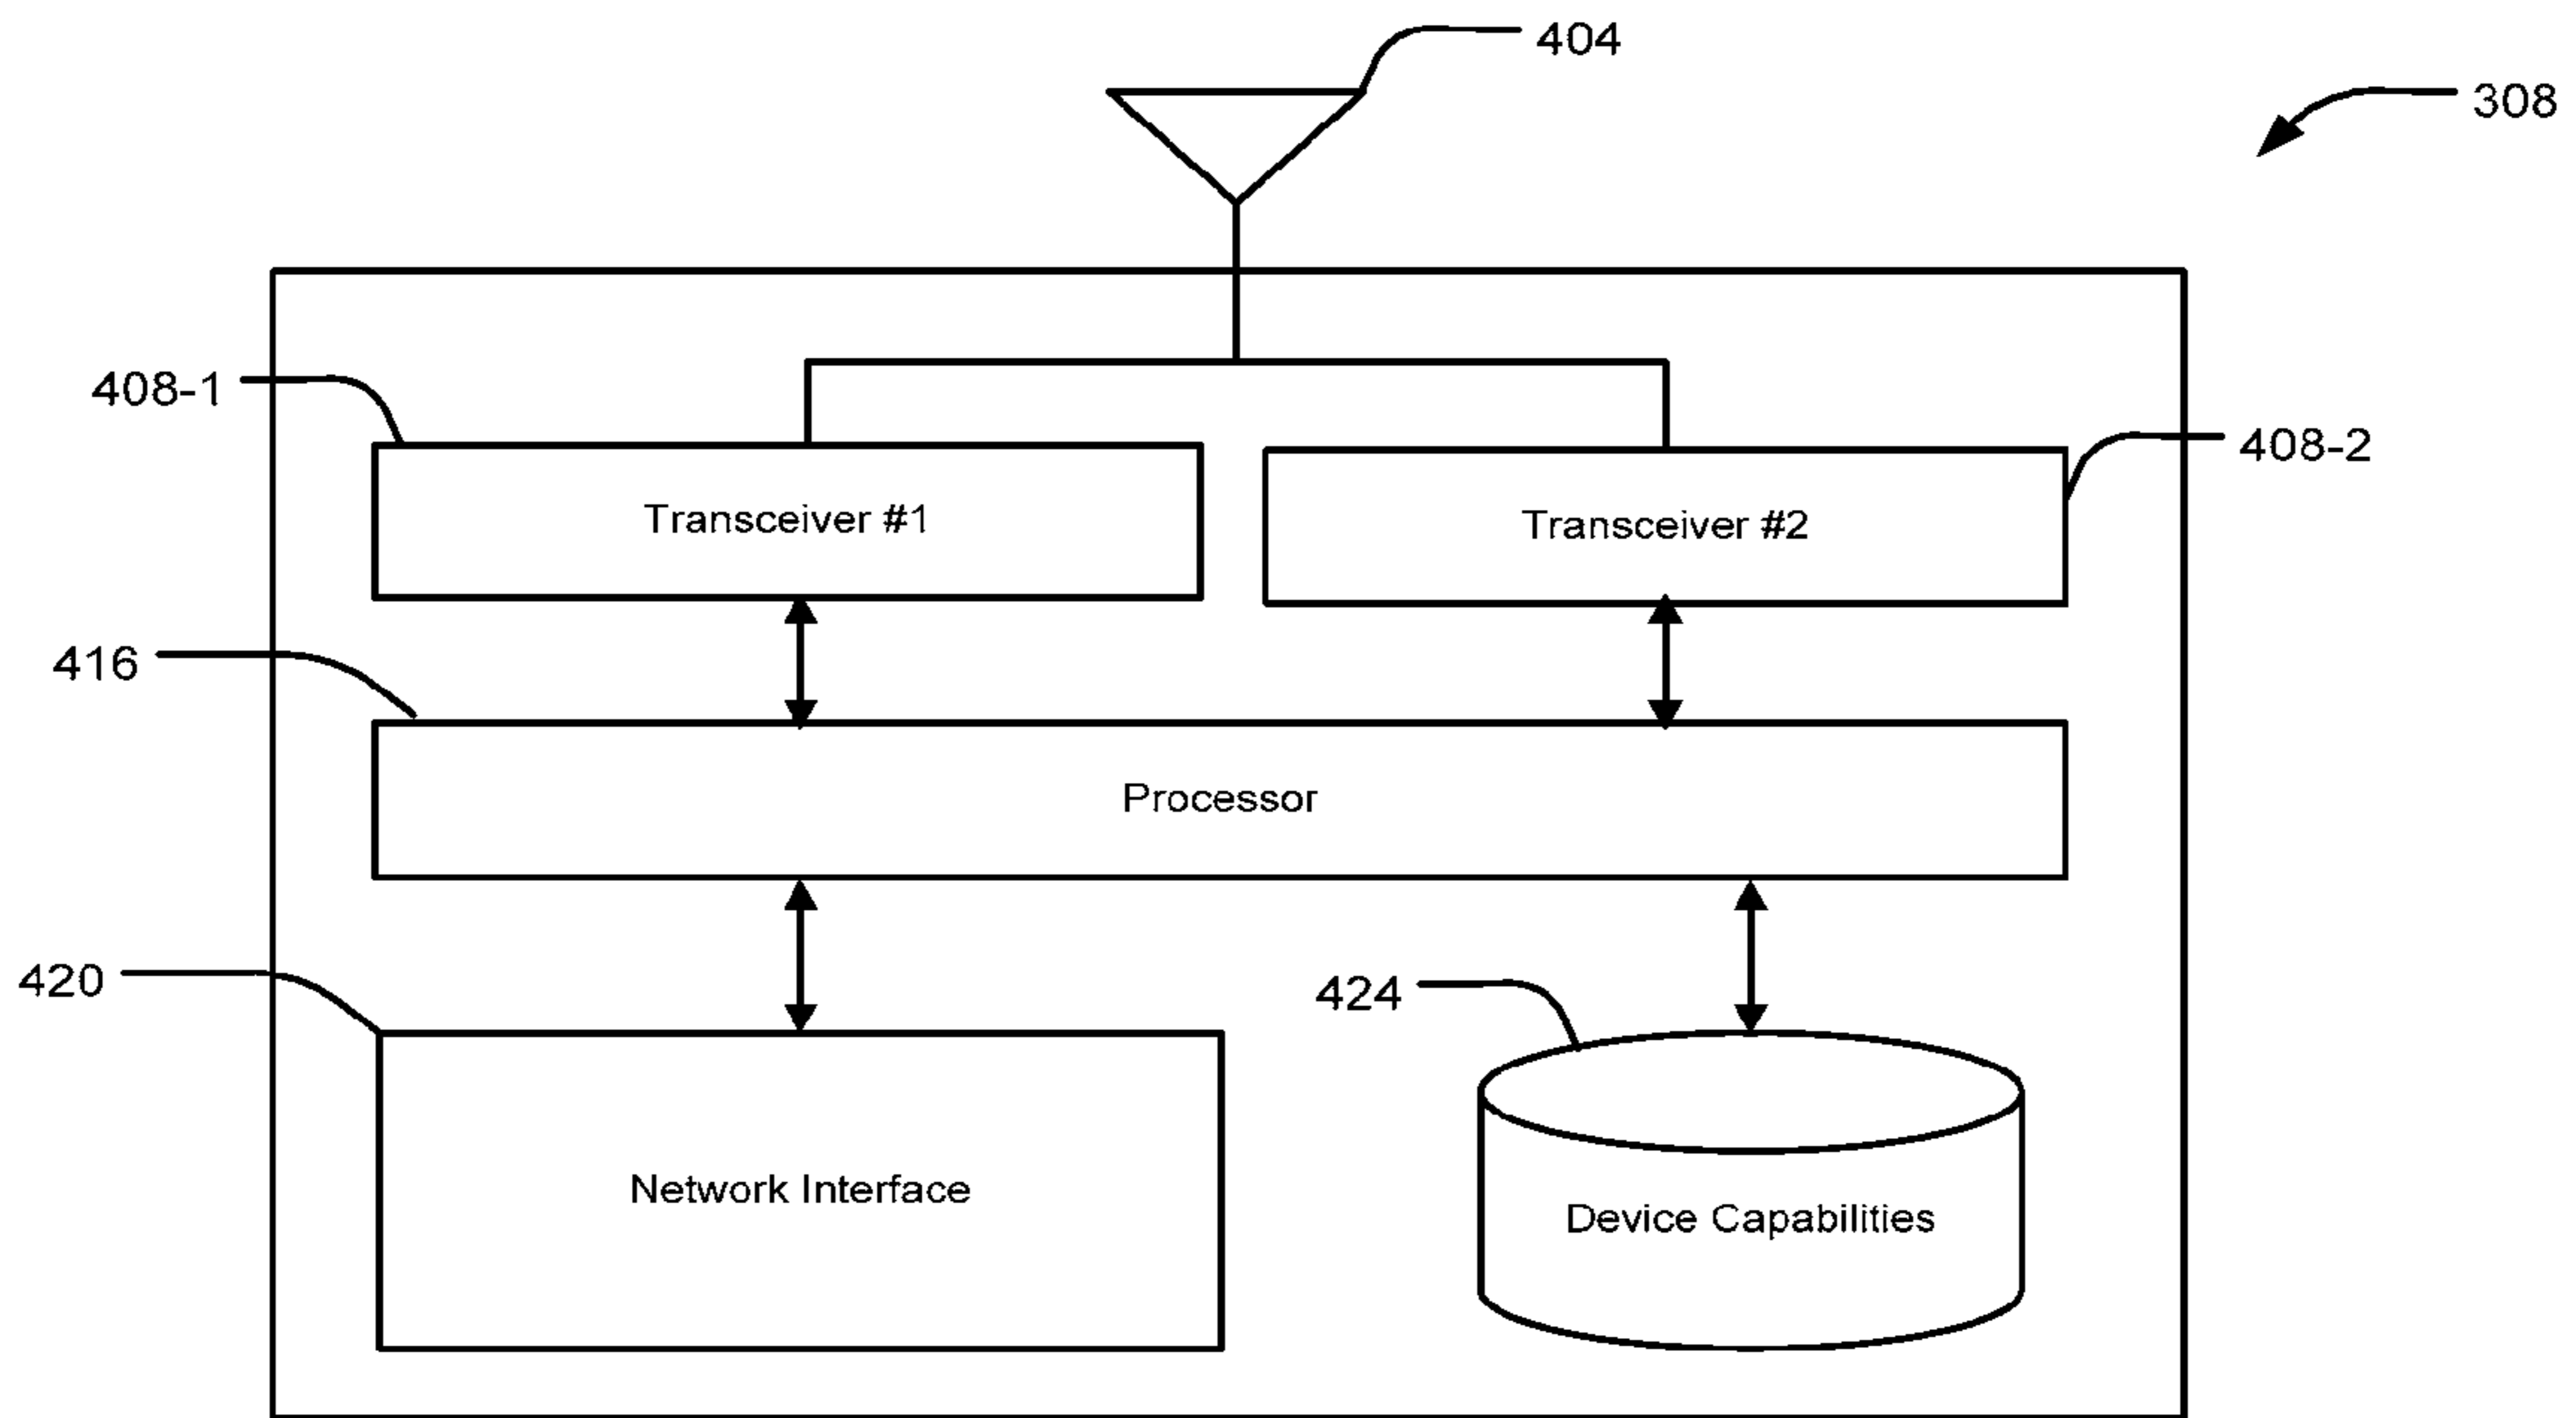 404
308
408-1
408-2
Transceiver #1
Transceiver #2
416
Processor
420
424
Network Interface
Device Capabilities